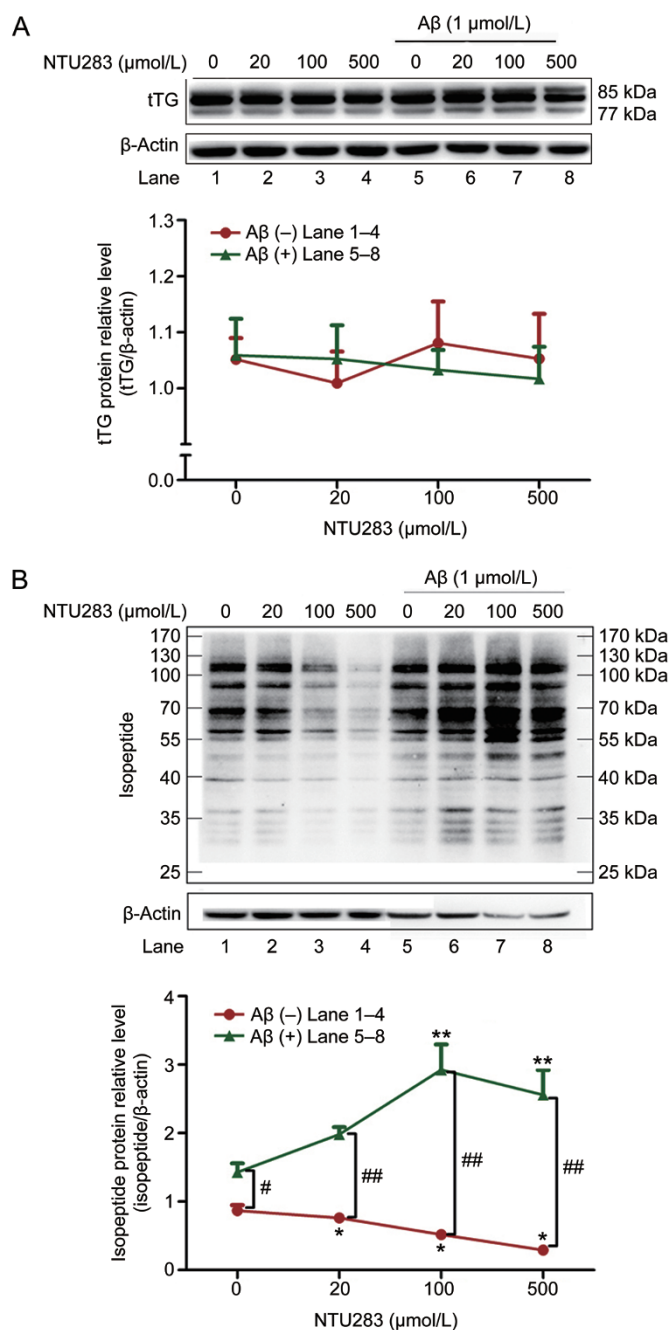 A
Aβ (1 µmol/L)
NTU283 (µmol/L) 0 20 100 500 0 20 100 500
tTG
85 kDa
77 kDa
β-Actin
Lane 1 2 3 4 5 6 7 8
1.3
1.1
1.0
0.0
tTG protein relative level
(tTG/β-actin)
Aβ (−) Lane 1–4
Aβ (+) Lane 5–8
0 20 100 500
NTU283 (µmol/L)
B
Aβ (1 µmol/L)
NTU283 (µmol/L) 0 20 100 500 0 20 100 500
170 170 kDa
130 130 kDa
100 100 kDa
70 70 kDa
55 55 kDa
40 40 kDa
35 35 kDa
25 25 kDa
Isopeptide
β-Actin
Lane 1 2 3 4 5 6 7 8
4
3
2
1
0
Isopeptide protein relative level
(isopeptide/β-actin)
Aβ (−) Lane 1–4
Aβ (+) Lane 5–8
** **
# ## ## ##
* * *
0 20 100 500
NTU283 (µmol/L)